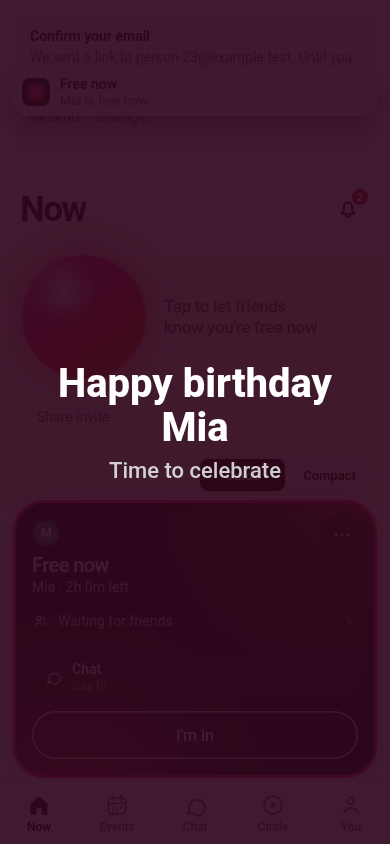 Confirm your email
We sent a link to person-23@example.test. Until you
Free now
Mia is free now
Resend Change
Now
2
Tap to let friends
know you're free now
Happy birthday
Mia
Share invite
Time to celebrate
Compact
M
Free now
Mia · 2h 0m left
Waiting for friends
Chat
Say hi
I'm in
Now Events Chat Circle You